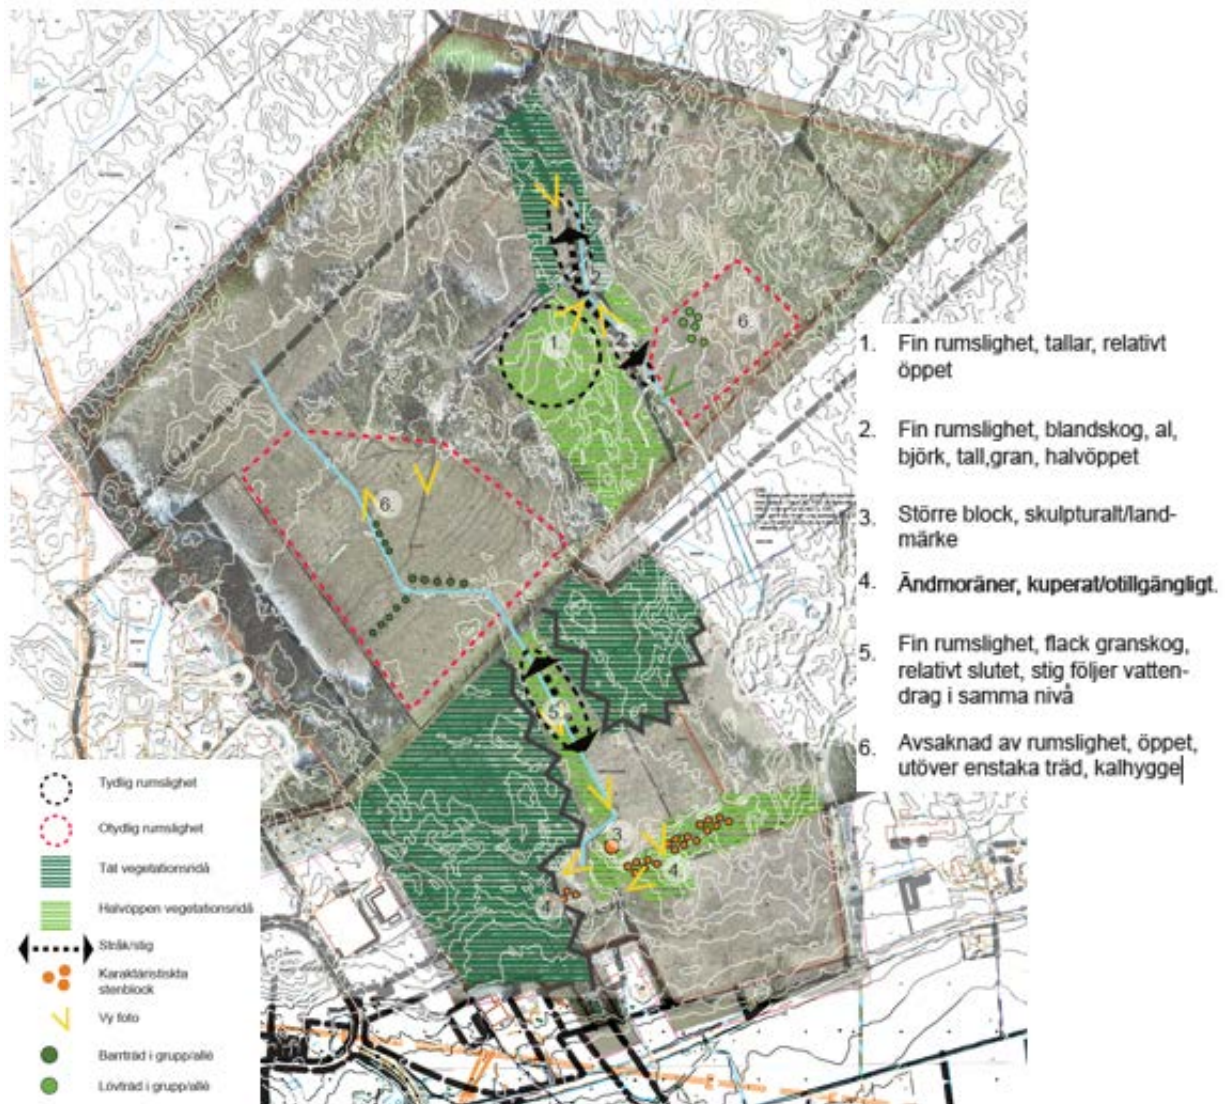 1. Fin rumslighet, tallar, relativt
öppet
2. Fin rumslighet, blandskog, al,
björk, tall,gran, halvöppet
3. Större block, skulpturalt/land-
märke
4. Ändmoräner, kuperat/otillgängligt.
5. Fin rumslighet, flack granskog,
relativt slutet, stig följer vatten-
drag i samma nivå
6. Avsaknad av rumslighet, öppet,
utöver enstaka träd, kalhygge
Tydlig rumslighet
Otydlig rumslighet
Tät vegetationsridå
Halvöppen vegetationsridå
Stråk/stig
Karaktäristiskta
stenblock
Vy foto
Barrträd i grupp/allé
Lövträd i grupp/allé
2.
6.
1.
2.
6.
5.
3.
4.